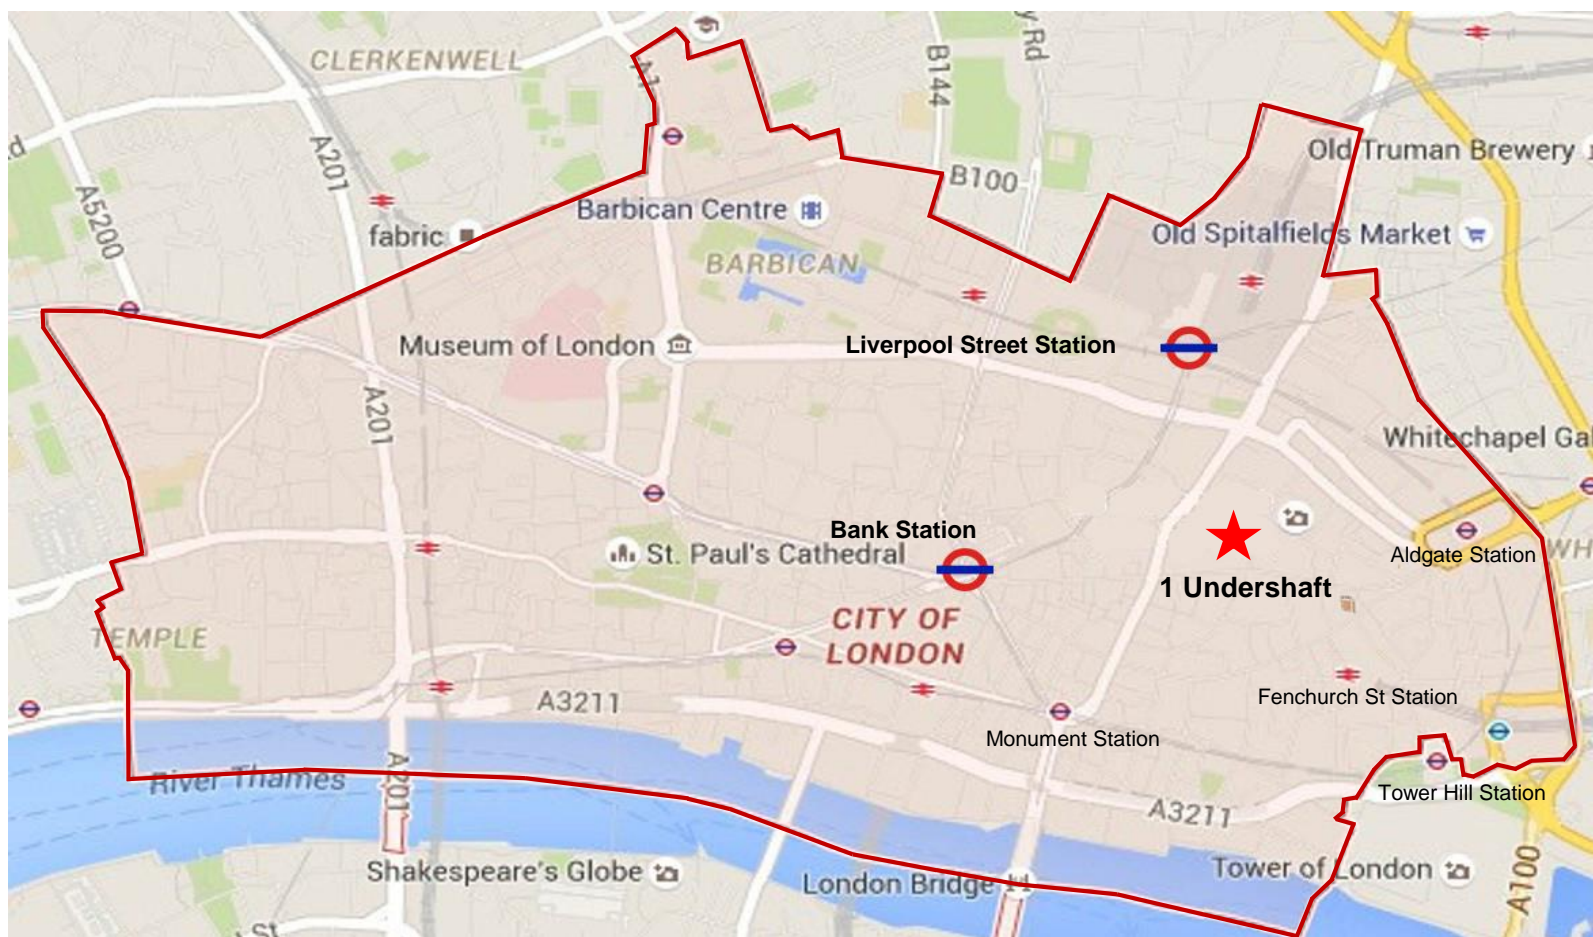 CLERKENWELL
A1
B144
y Rd
A201
Old Truman Brewery
A5200
B100
Barbican Centre
fabric
Old Spitalfields Market
BARBICAN
Museum of London
Liverpool Street Station
A201
Whitechapel Gal
Bank Station
St. Paul's Cathedral
Aldgate Station
WH
1 Undershaft
CITY OF
LONDON
TEMPLE
Fenchurch St Station
A3211
Monument Station
River Thames
A201
Tower Hill Station
A3211
Shakespeare's Globe
London Bridge
Tower of London
A100
St